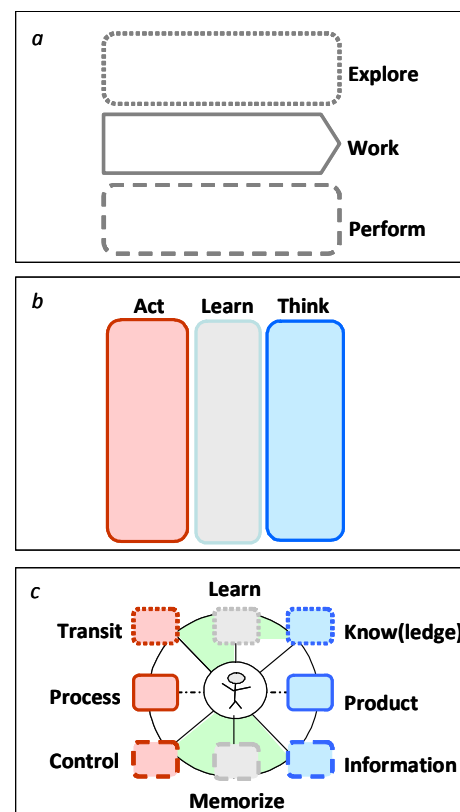 a
Explore
Work
Perform
b
Act Learn Think
c
Learn
Transit Know(ledge)
Process Product
Control Information
Memorize